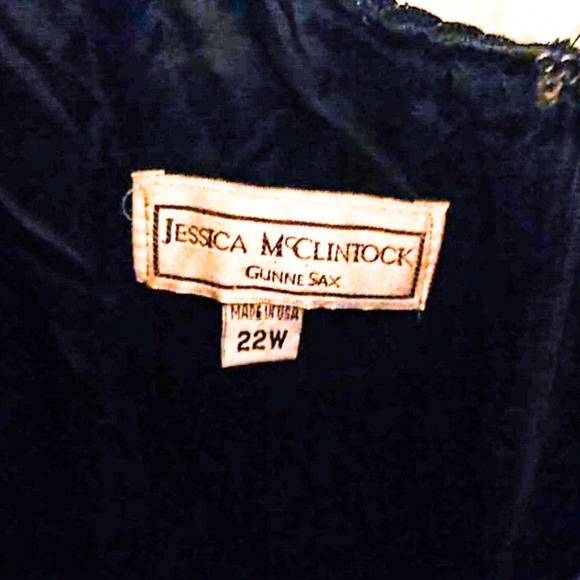 JESSICA McCLINTOCK
GUNNE SAX
MADE IN USA
22W